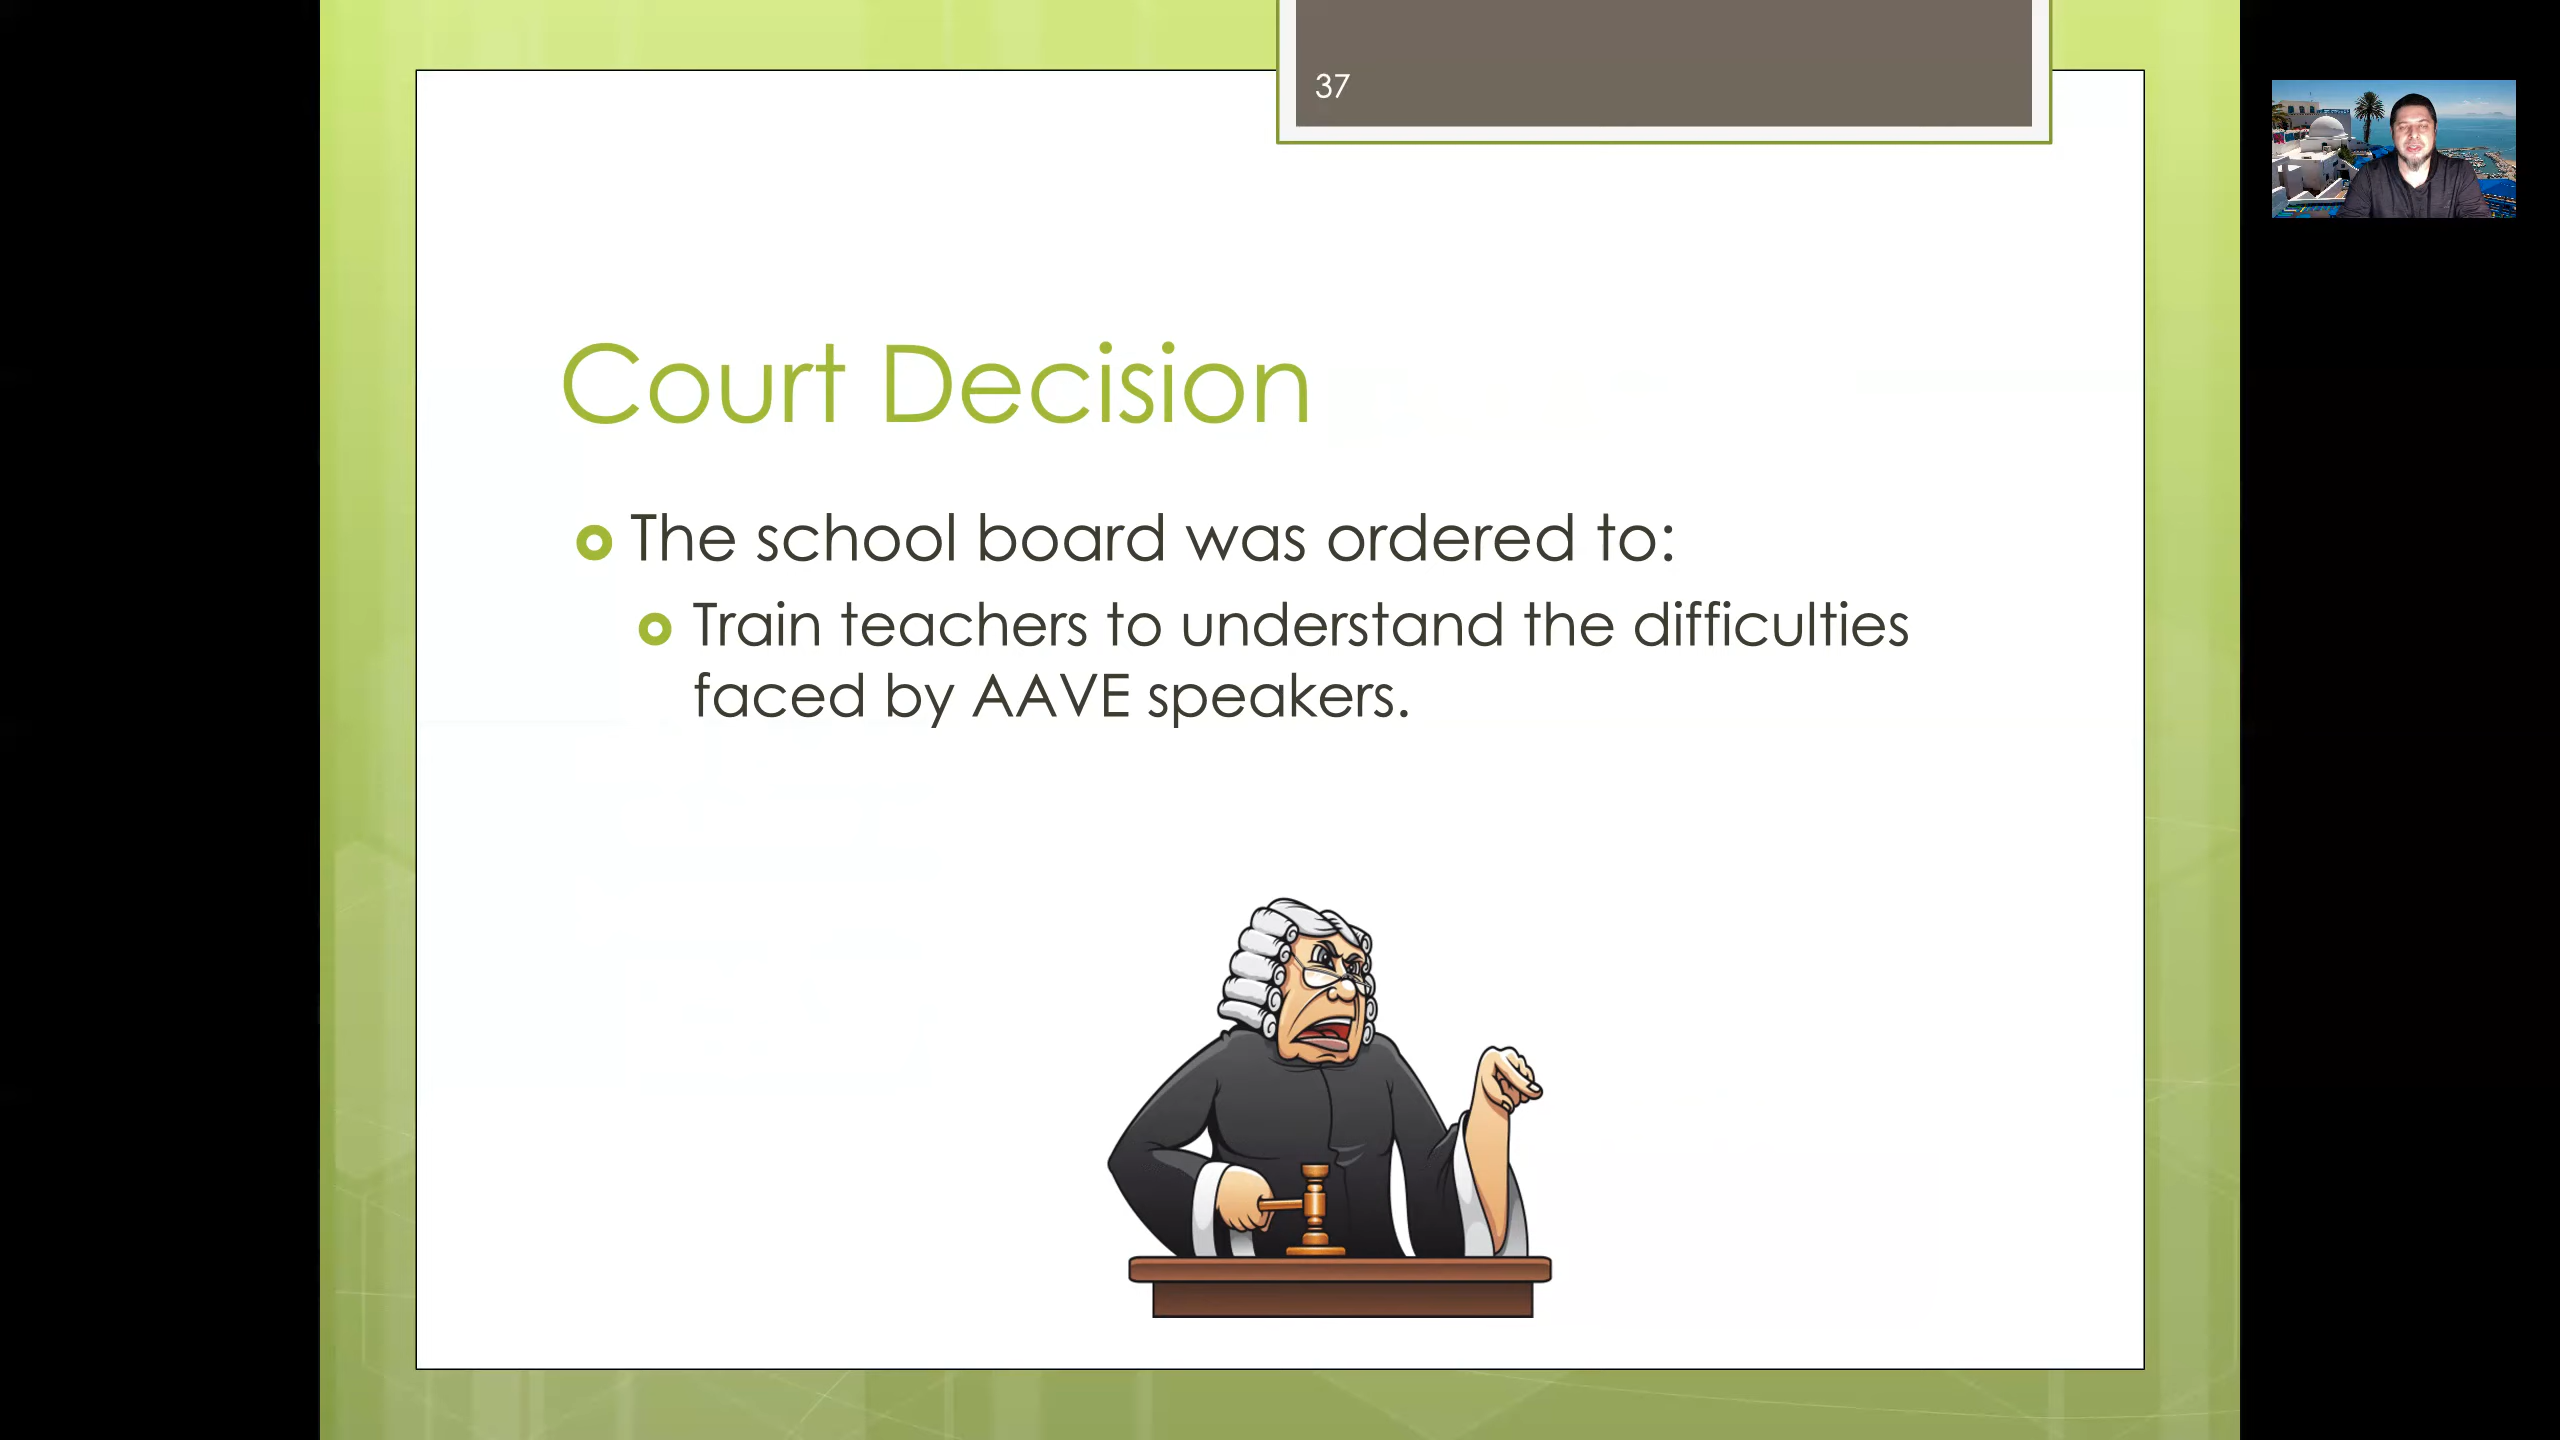 37
Court Decision
The school board was ordered to:
Train teachers to understand the difficulties
faced by AAVE speakers.